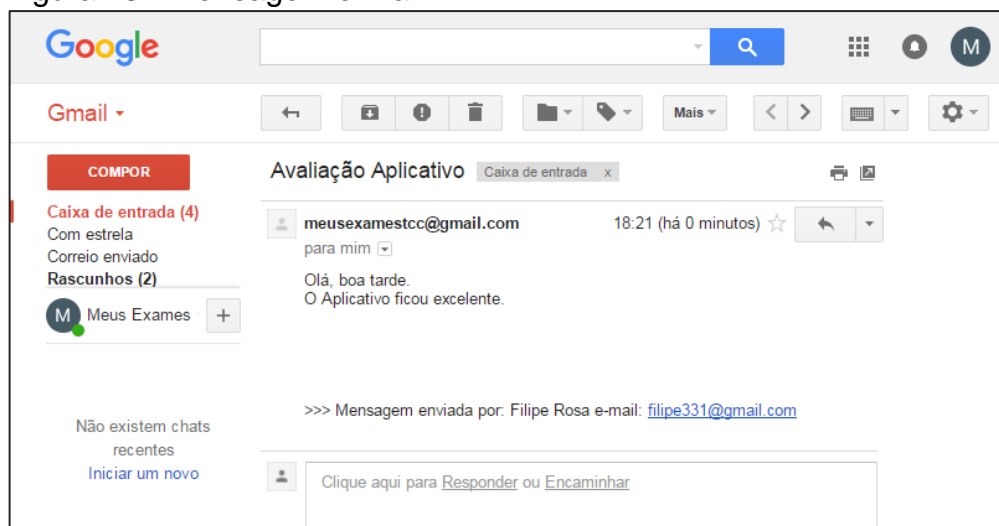 Google
M
Gmail
Mais
COMPOR
Avaliação Aplicativo Caixa de entrada x
Caixa de entrada (4)
Com estrela
Correio enviado
Rascunhos (2)
M Meus Exames +
Não existem chats
recentes
Iniciar um novo
meusexamestcc@gmail.com 18:21 (há 0 minutos)
para mim
Olá, boa tarde.
O Aplicativo ficou excelente.
>>> Mensagem enviada por: Filipe Rosa e-mail: filipe331@gmail.com
Clique aqui para Responder ou Encaminhar